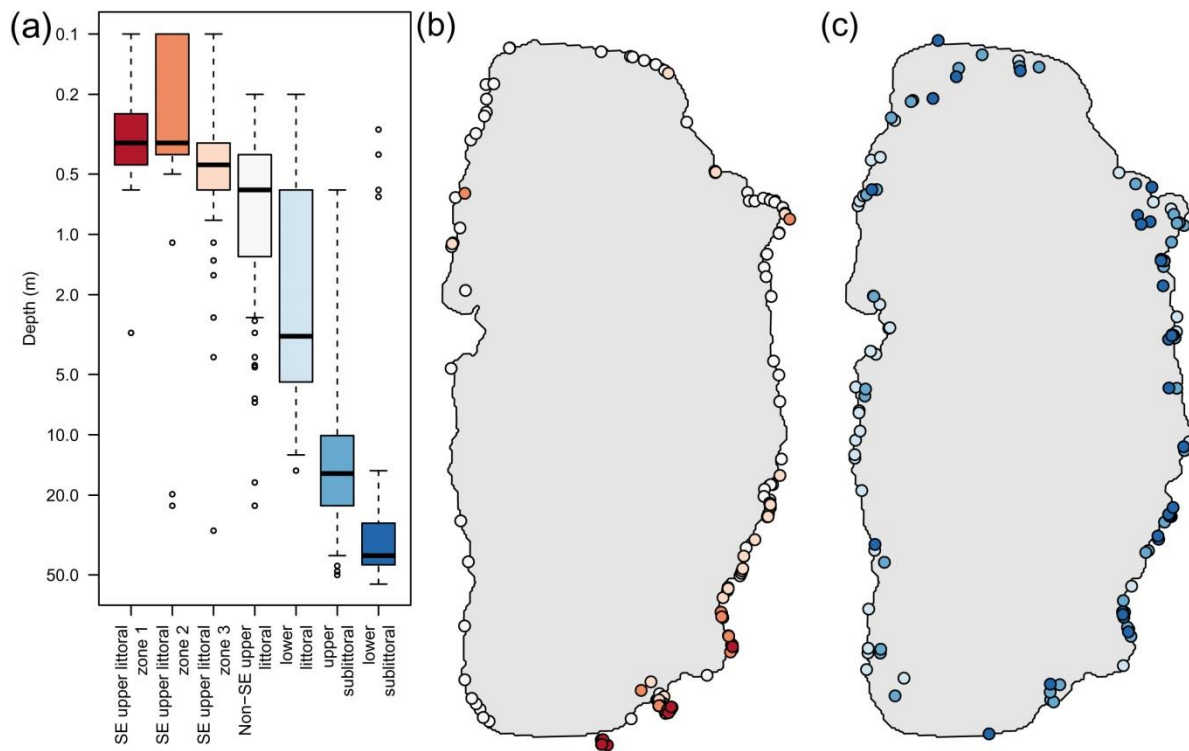 (a)
(b)
(c)
Depth (m)
0.1
0.2
0.5
1.0
2.0
5.0
10.0
20.0
50.0
SE upper littoral
zone 1
SE upper littoral
zone 2
SE upper littoral
zone 3
Non-SE upper
littoral
lower
littoral
upper
sublittoral
lower
sublittoral